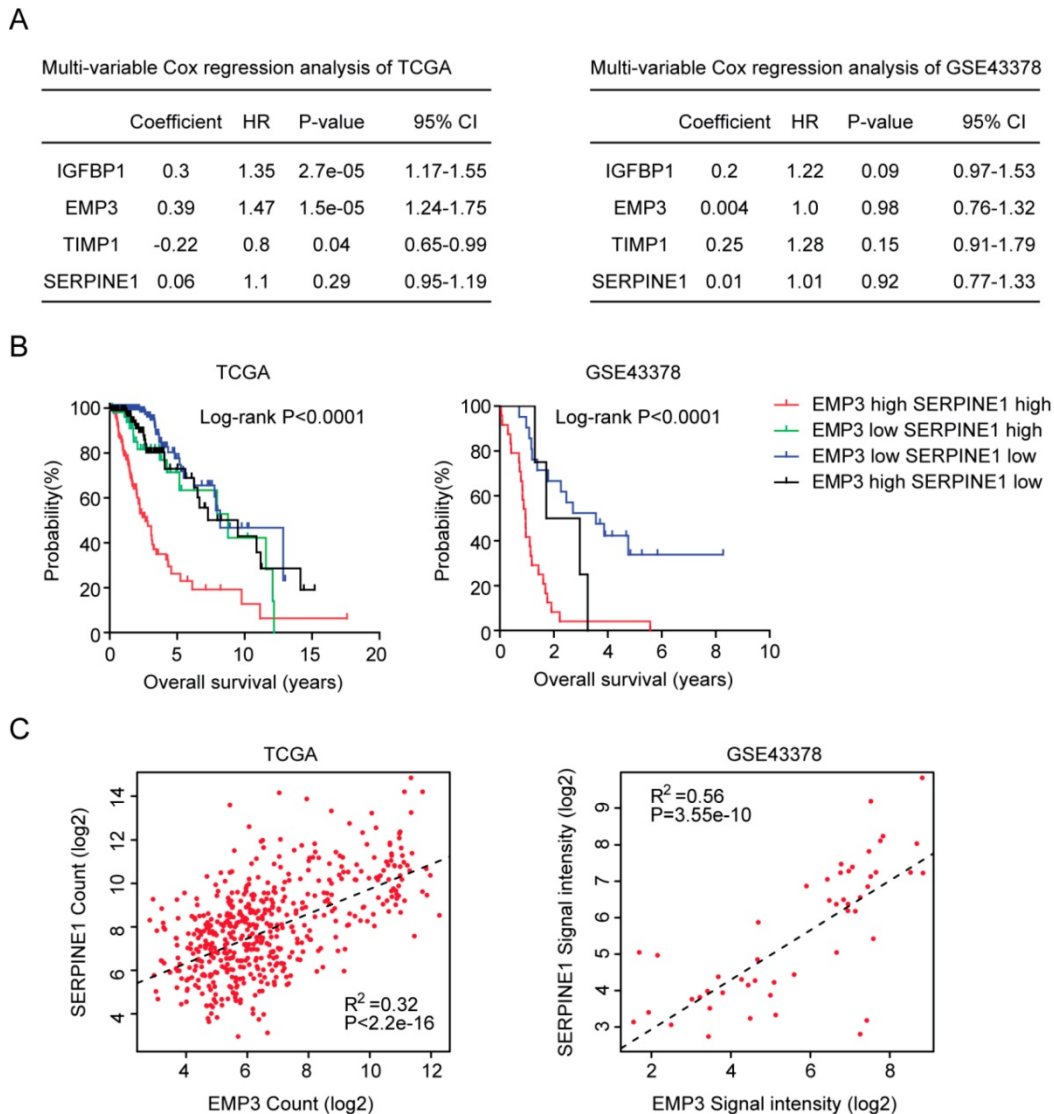 A
Multi-variable Cox regression analysis of TCGA
Coefficient HR P-value 95% CI
IGFBP1 0.3 1.35 2.7e-05 1.17-1.55
EMP3 0.39 1.47 1.5e-05 1.24-1.75
TIMP1 -0.22 0.8 0.04 0.65-0.99
SERPINE1 0.06 1.1 0.29 0.95-1.19
Multi-variable Cox regression analysis of GSE43378
Coefficient HR P-value 95% CI
IGFBP1 0.2 1.22 0.09 0.97-1.53
EMP3 0.004 1.0 0.98 0.76-1.32
TIMP1 0.25 1.28 0.15 0.91-1.79
SERPINE1 0.01 1.01 0.92 0.77-1.33
B
TCGA
Log-rank P<0.0001
Probability(%)
100
80
60
40
20
0
0 5 10 15 20
Overall survival (years)
GSE43378
Log-rank P<0.0001
Probability(%)
100
80
60
40
20
0
0 2 4 6 8 10
Overall survival (years)
EMP3 high SERPINE1 high
EMP3 low SERPINE1 high
EMP3 low SERPINE1 low
EMP3 high SERPINE1 low
C
TCGA
SERPINE1 Count (log2)
14
12
10
8
6
4
R2=0.32
P<2.2e-16
4 6 8 10 12
EMP3 Count (log2)
GSE43378
SERPINE1 Signal intensity (log2)
9
8
7
6
5
4
3
R2=0.56
P=3.55e-10
2 4 6 8
EMP3 Signal intensity (log2)